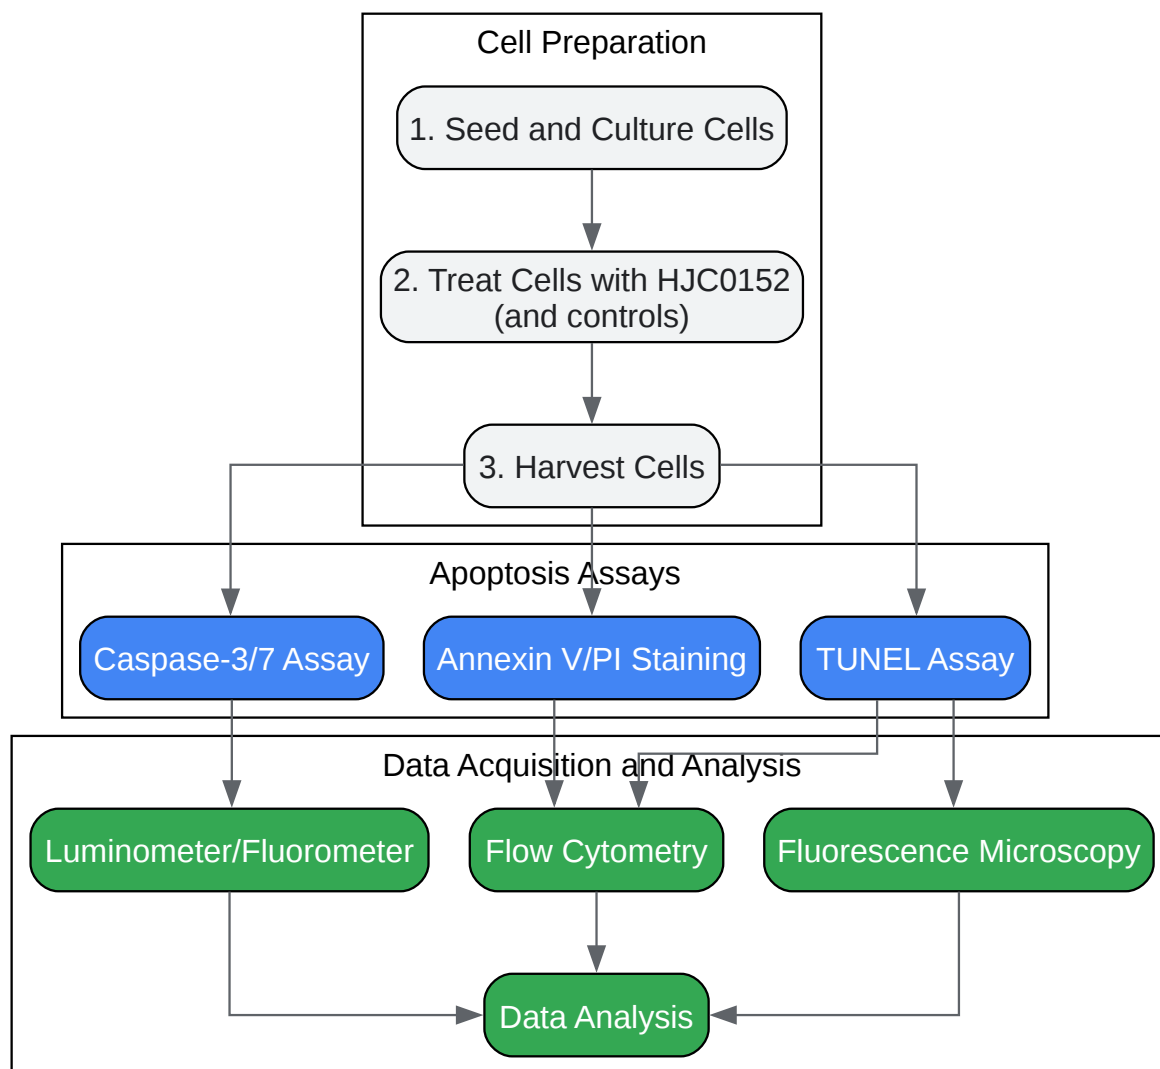 Cell Preparation
1. Seed and Culture Cells
2. Treat Cells with HJC0152
(and controls)
3. Harvest Cells
Apoptosis Assays
Caspase-3/7 Assay
Annexin V/PI Staining
TUNEL Assay
Data Acquisition and Analysis
Luminometer/Fluorometer
Flow Cytometry
Fluorescence Microscopy
Data Analysis